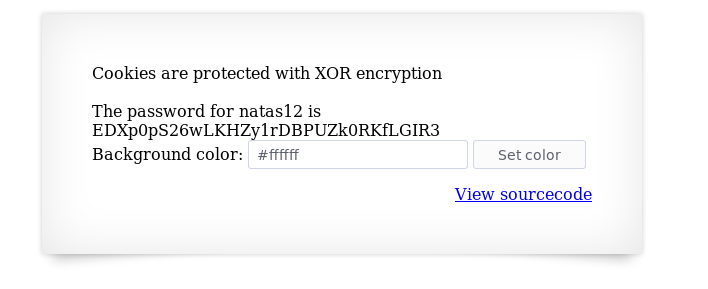 Cookies are protected with XOR encryption
The password for natas12 is
EDXp0pS26wLKHZy1rDBPUZk0RKfLGIR3
Background color: #ffffff Set color
View sourcecode